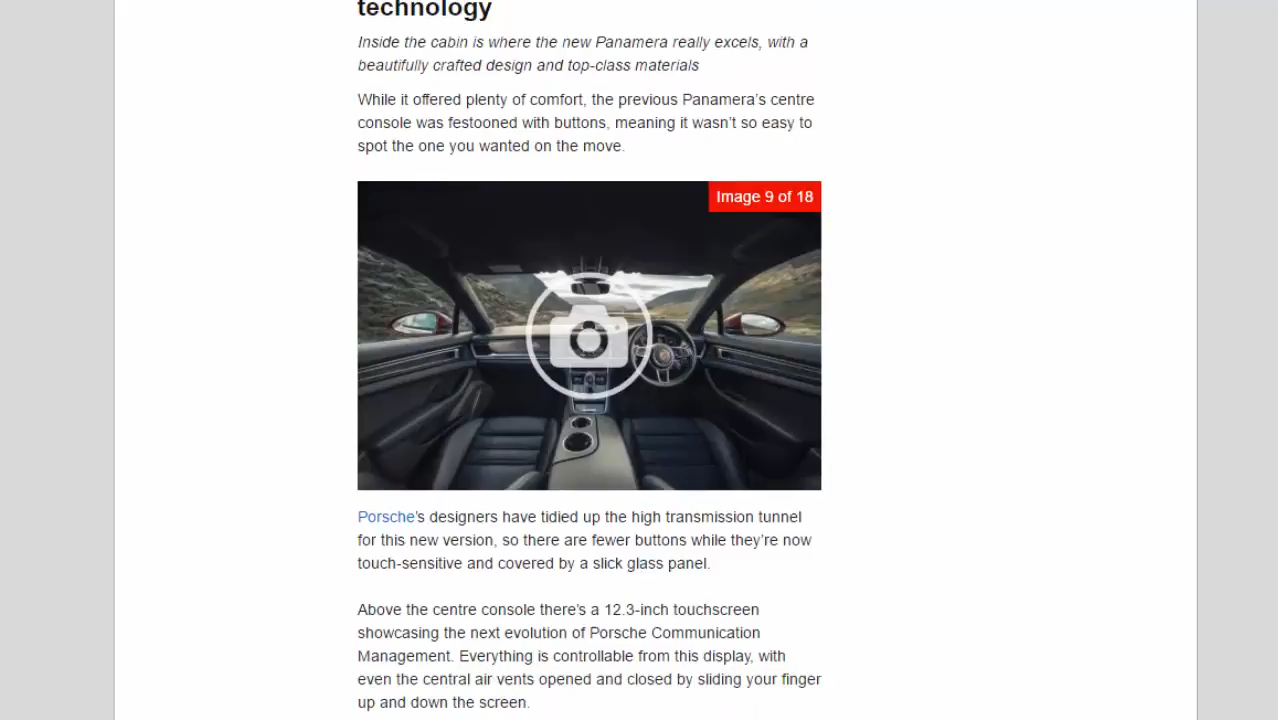 technology
Inside the cabin is where the new Panamera really excels, with a
beautifully crafted design and top-class materials
While it offered plenty of comfort, the previous Panamera’s centre
console was festooned with buttons, meaning it wasn’t so easy to
spot the one you wanted on the move.
Image 9 of 18
Porsche’s designers have tidied up the high transmission tunnel
for this new version, so there are fewer buttons while they’re now
touch-sensitive and covered by a slick glass panel.
Above the centre console there’s a 12.3-inch touchscreen
showcasing the next evolution of Porsche Communication
Management. Everything is controllable from this display, with
even the central air vents opened and closed by sliding your finger
up and down the screen.